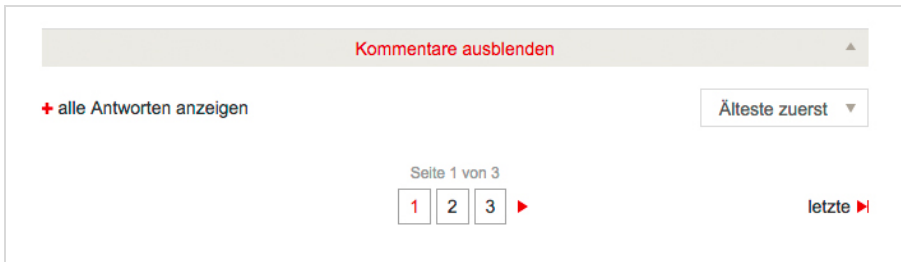 Kommentare ausblenden
+ alle Antworten anzeigen
Älteste zuerst
Seite 1 von 3
1 2 3
letzte